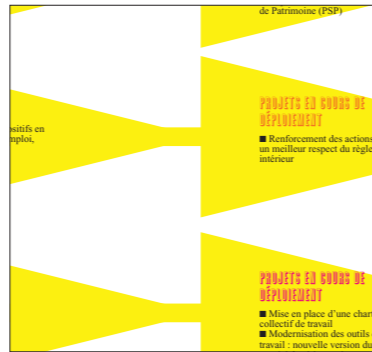 de Patrimoine (PSP)
PROJETS EN COURS DE
DÉPLOIEMENT
ositifs en
mploi,
■ Renforcement des actions
un meilleur respect du règle
intérieur
PROJETS EN COURS DE
DÉPLOIEMENT
■ Mise en place d’une chart
collectif de travail
■ Modernisation des outils
travail : nouvelle version du